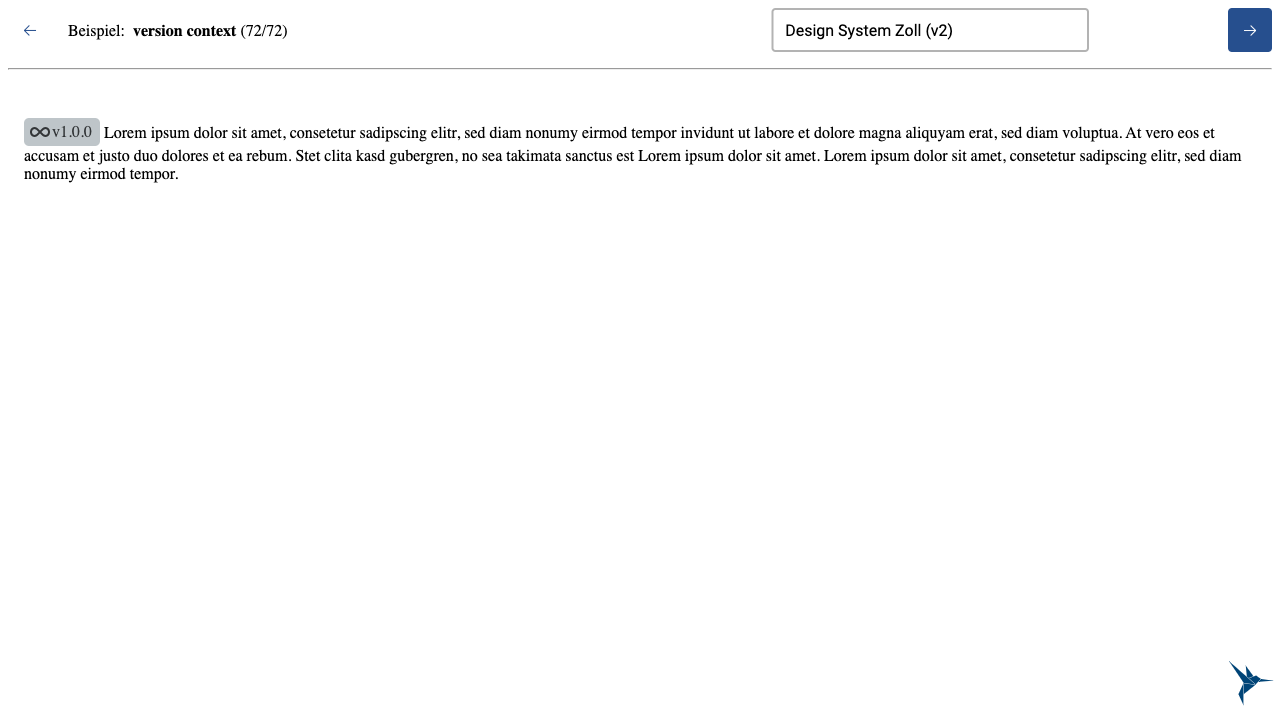 Beispiel: version context (72/72)
Design System Zoll (v2)
v1.0.0 Lorem ipsum dolor sit amet, consetetur sadipscing elitr, sed diam nonumy eirmod tempor invidunt ut labore et dolore magna aliquyam erat, sed diam voluptua. At vero eos et
accusam et justo duo dolores et ea rebum. Stet clita kasd gubergren, no sea takimata sanctus est Lorem ipsum dolor sit amet. Lorem ipsum dolor sit amet, consetetur sadipscing elitr, sed diam
nonumy eirmod tempor.